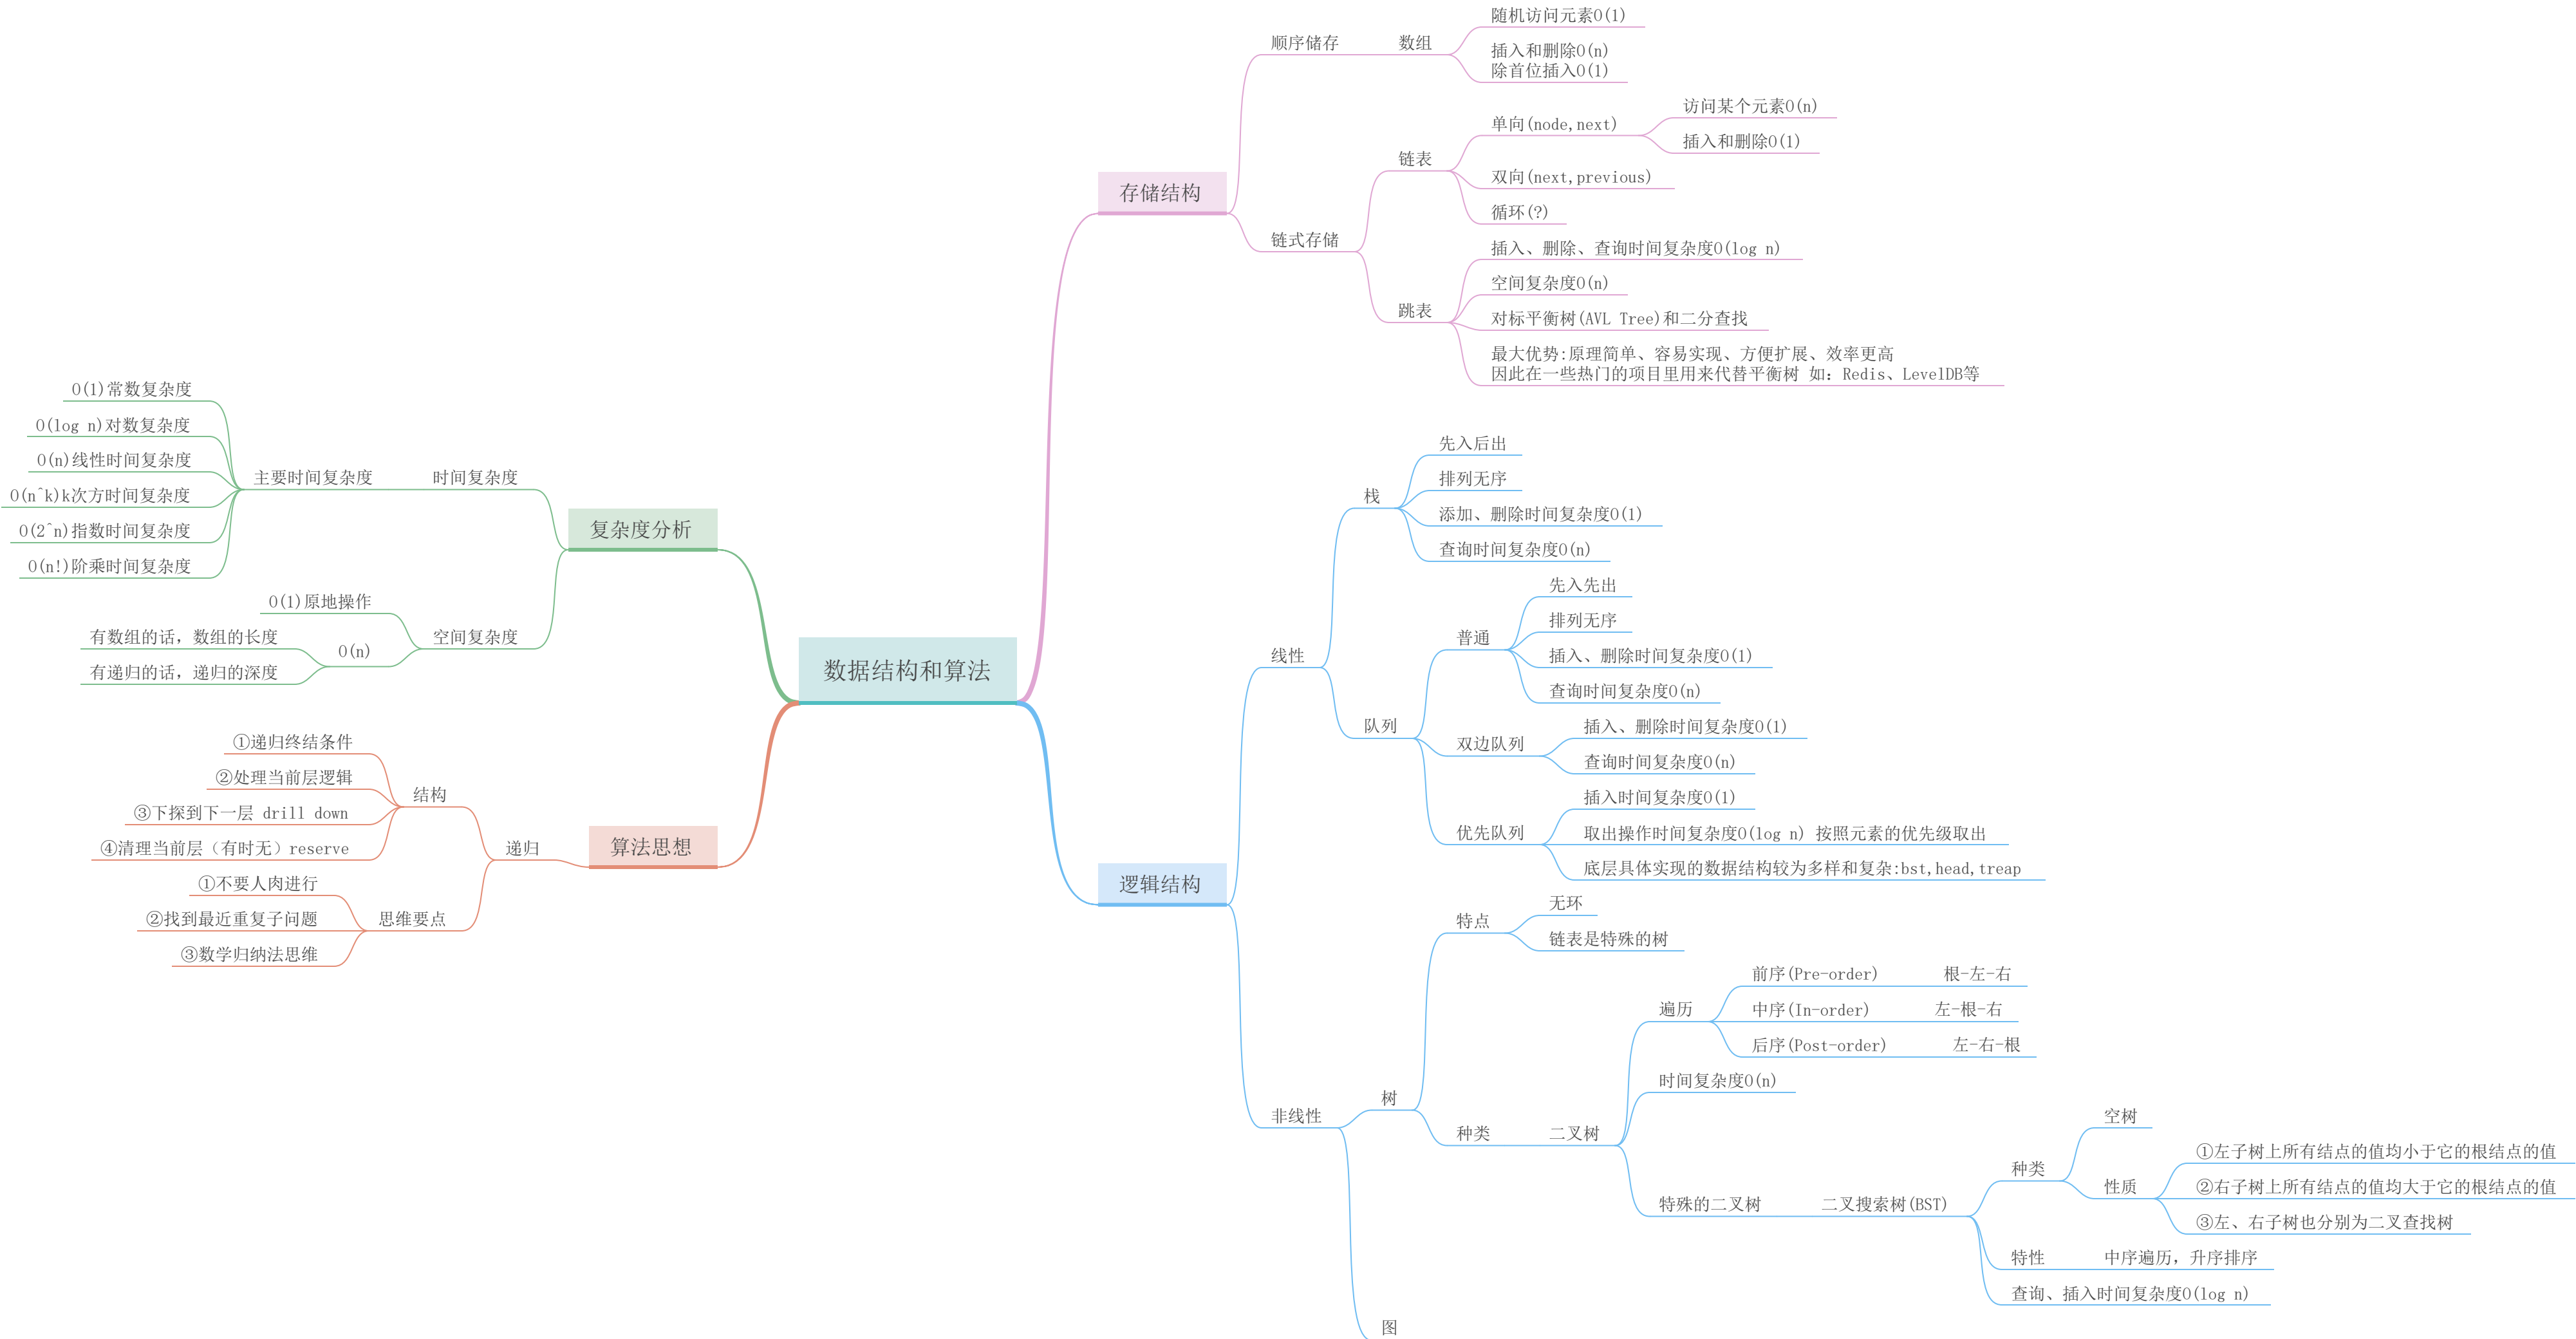 数据结构和算法
存储结构
顺序储存
数组
随机访问元素O(1)
插入和删除O(n)
除首位插入O(1)
链式存储
链表
单向(node,next)
访问某个元素O(n)
插入和删除O(1)
双向(next,previous)
循环(?)
跳表
插入、删除、查询时间复杂度O(log n)
空间复杂度O(n)
对标平衡树(AVL Tree)和二分查找
最大优势:原理简单、容易实现、方便扩展、效率更高
因此在一些热门的项目里用来代替平衡树 如：Redis、LevelDB等
逻辑结构
线性
栈
先入后出
排列无序
添加、删除时间复杂度O(1)
查询时间复杂度O(n)
队列
普通
先入先出
排列无序
插入、删除时间复杂度O(1)
查询时间复杂度O(n)
双边队列
插入、删除时间复杂度O(1)
查询时间复杂度O(n)
优先队列
插入时间复杂度O(1)
取出操作时间复杂度O(log n) 按照元素的优先级取出
底层具体实现的数据结构较为多样和复杂:bst,head,treap
非线性
树
特点
无环
链表是特殊的树
种类
二叉树
遍历
前序(Pre-order)
根-左-右
中序(In-order)
左-根-右
后序(Post-order)
左-右-根
时间复杂度O(n)
特殊的二叉树
二叉搜索树(BST)
种类
空树
性质
①左子树上所有结点的值均小于它的根结点的值
②右子树上所有结点的值均大于它的根结点的值
③左、右子树也分别为二叉查找树
特性
中序遍历，升序排序
查询、插入时间复杂度O(log n)
图
复杂度分析
时间复杂度
主要时间复杂度
O(1)常数复杂度
O(log n)对数复杂度
O(n)线性时间复杂度
O(n^k)k次方时间复杂度
O(2^n)指数时间复杂度
O(n!)阶乘时间复杂度
空间复杂度
O(1)原地操作
O(n)
有数组的话，数组的长度
有递归的话，递归的深度
算法思想
递归
结构
①递归终结条件
②处理当前层逻辑
③下探到下一层 drill down
④清理当前层（有时无）reserve
思维要点
①不要人肉进行
②找到最近重复子问题
③数学归纳法思维